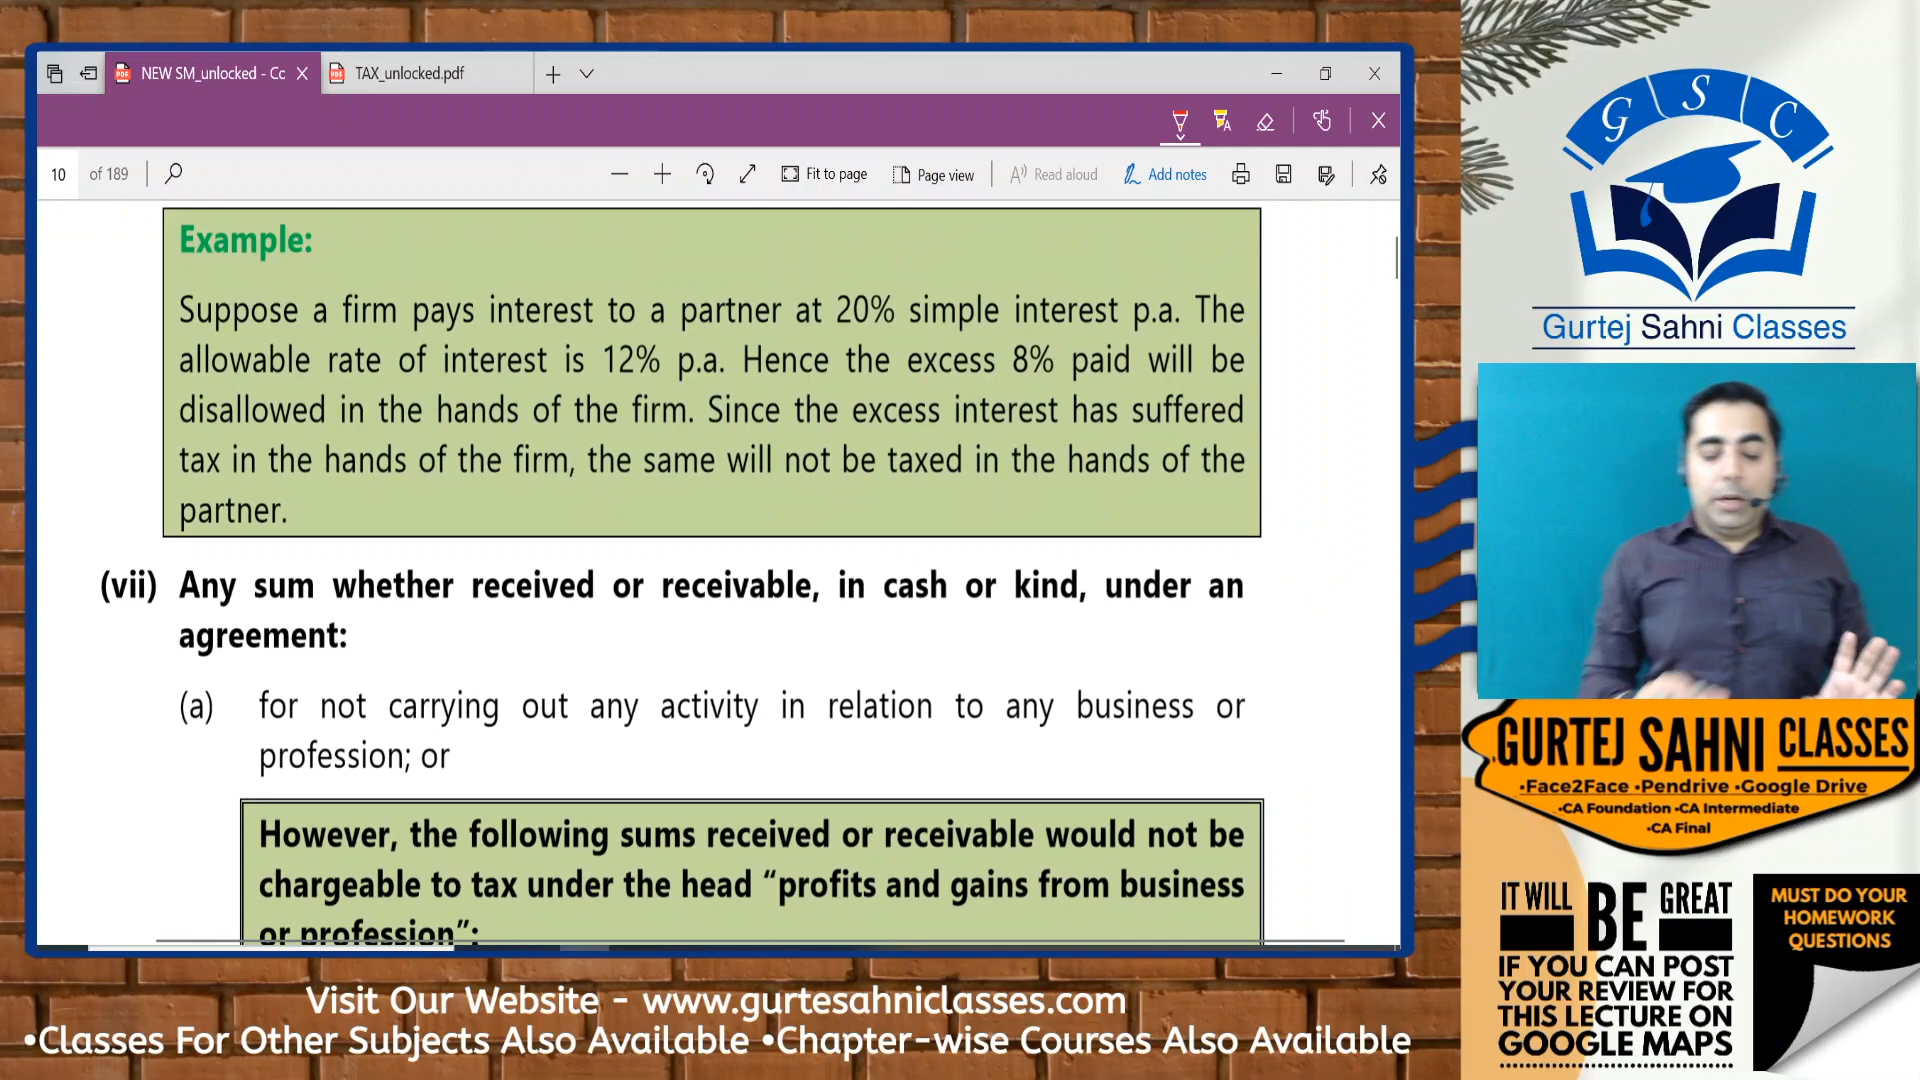 NEW SM_unlocked - Cc
TAX_unlocked.pdf
10 of 189
Fit to page
Page view
Read aloud
Add notes
Example:
Suppose a firm pays interest to a partner at 20% simple interest p.a. The
allowable rate of interest is 12% p.a. Hence the excess 8% paid will be
disallowed in the hands of the firm. Since the excess interest has suffered
tax in the hands of the firm, the same will not be taxed in the hands of the
partner.
(vii) Any sum whether received or receivable, in cash or kind, under an
agreement:
(a) for not carrying out any activity in relation to any business or
profession; or
However, the following sums received or receivable would not be
chargeable to tax under the head “profits and gains from business
or profession”:
G S C
Gurtej Sahni Classes
GURTEJ SAHNI CLASSES
•Face2Face •Pendrive •Google Drive
•CA Foundation •CA Intermediate
•CA Final
IT WILL BE GREAT
IF YOU CAN POST
YOUR REVIEW FOR
THIS LECTURE ON
GOOGLE MAPS
MUST DO YOUR
HOMEWORK
QUESTIONS
Visit Our Website - www.gurtesahniclasses.com
•Classes For Other Subjects Also Available •Chapter-wise Courses Also Available